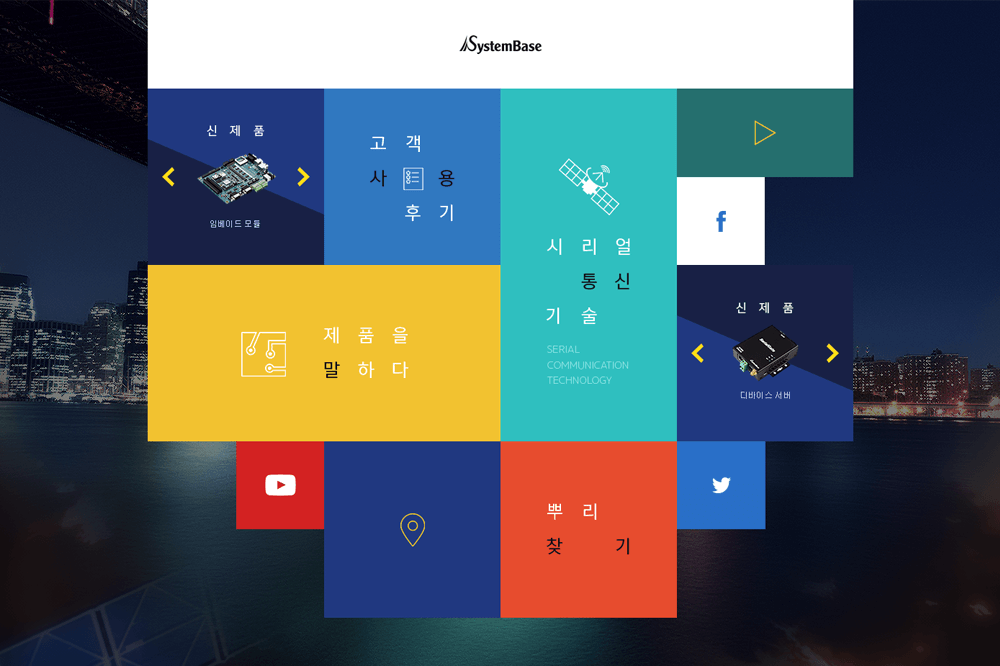 SystemBase
신 제 품
임베이드 모듈
고 객
사 용
후 기
시 리 얼
통 신
기 술
SERIAL
COMMUNICATION
TECHNOLOGY
제 품 을
말 하 다
신 제 품
디바이스 서버
뿌 리
찾 기